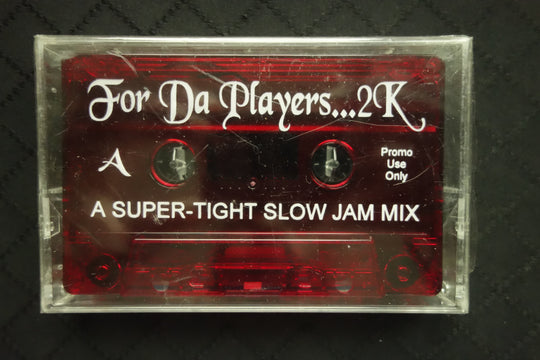 For Da Players...2K
A
Promo
Use
Only
A SUPER-TIGHT SLOW JAM MIX